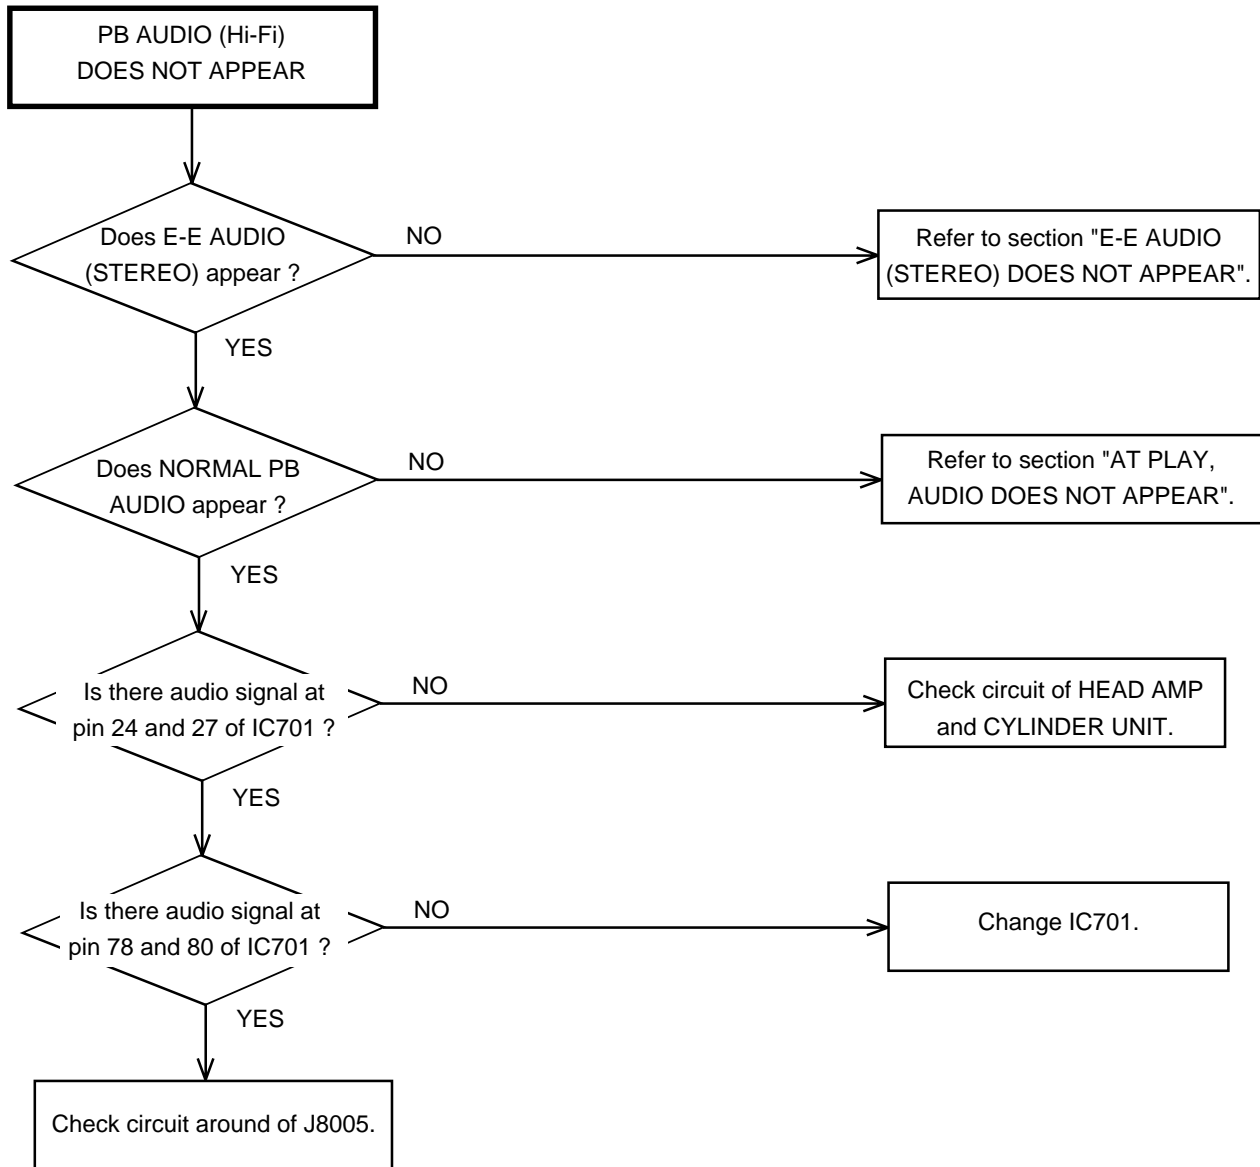 PB AUDIO (Hi-Fi)
DOES NOT APPEAR
Does E-E AUDIO
(STEREO) appear ?
NO
Refer to section "E-E AUDIO
(STEREO) DOES NOT APPEAR".
YES
Does NORMAL PB
AUDIO appear ?
NO
Refer to section "AT PLAY,
AUDIO DOES NOT APPEAR".
YES
Is there audio signal at
pin 24 and 27 of IC701 ?
NO
Check circuit of HEAD AMP
and CYLINDER UNIT.
YES
Is there audio signal at
pin 78 and 80 of IC701 ?
NO
Change IC701.
YES
Check circuit around of J8005.